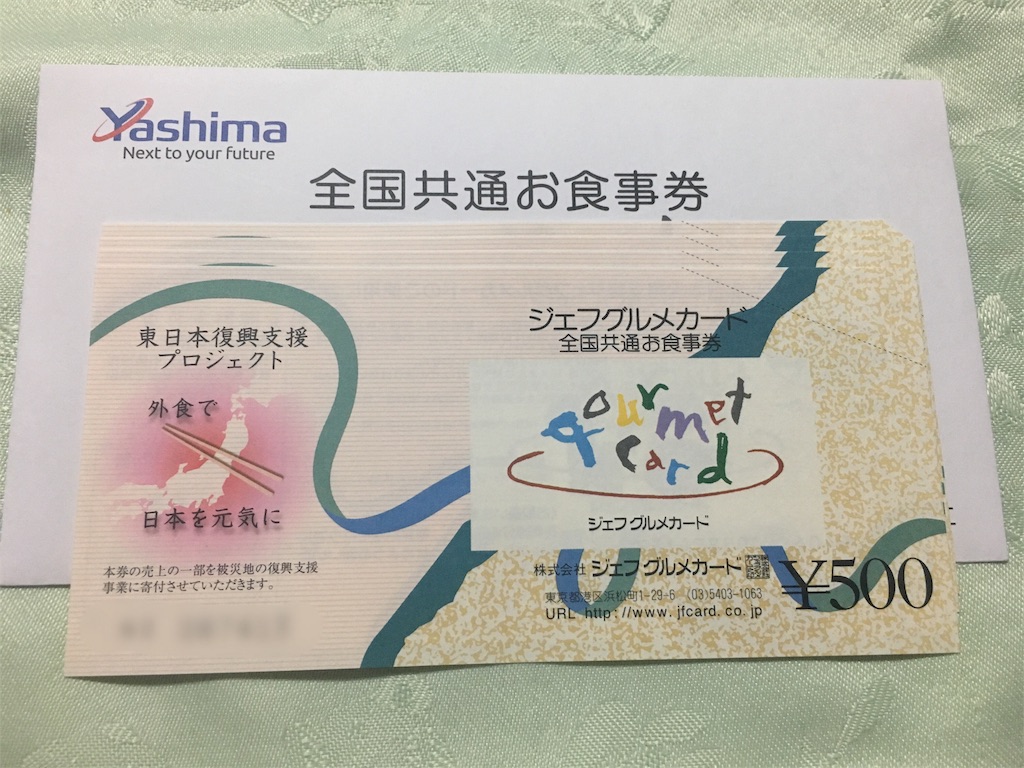 Yashima
Next to your future
全国共通お食事券
ジェフグルメカード
全国共通お食事券
東日本復興支援
プロジェクト
外食で
日本を元気に
本券の売上の一部を被災地の復興支援
事業に寄付させていただきます。
gourmet
card
ジェフグルメカード
株式会社 ジェフグルメカード
東京都港区浜松町1-29-6 (03)5403-1063
URL http://www.jfcard.co.jp
¥500